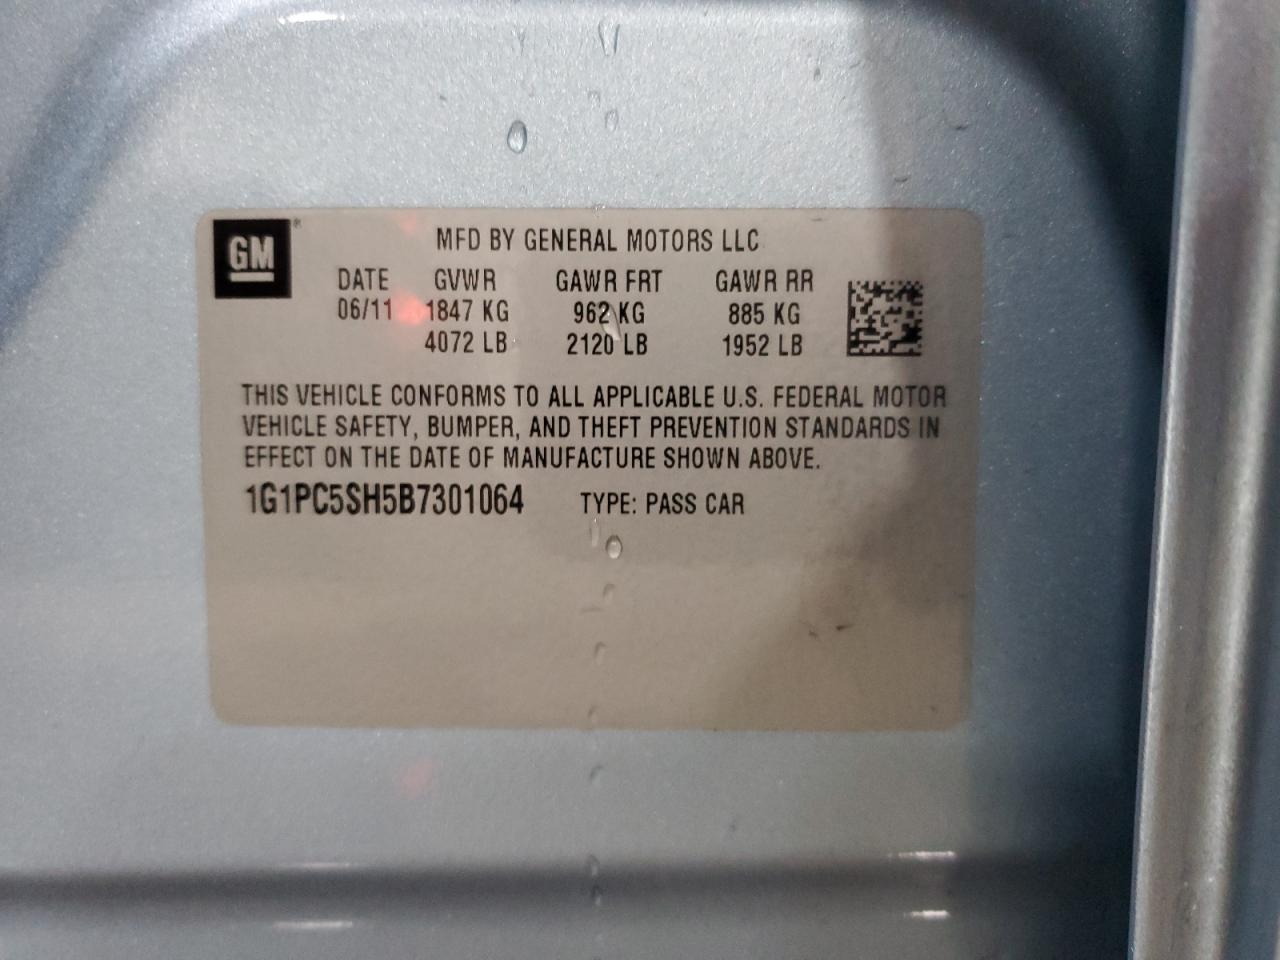 GM®
MFD BY GENERAL MOTORS LLC
DATE GVWR GAWR FRT GAWR RR
06/11 1847 KG 962 KG 885 KG
4072 LB 2120 LB 1952 LB
THIS VEHICLE CONFORMS TO ALL APPLICABLE U.S. FEDERAL MOTOR
VEHICLE SAFETY, BUMPER, AND THEFT PREVENTION STANDARDS IN
EFFECT ON THE DATE OF MANUFACTURE SHOWN ABOVE.
1G1PC5SH5B7301064 TYPE: PASS CAR